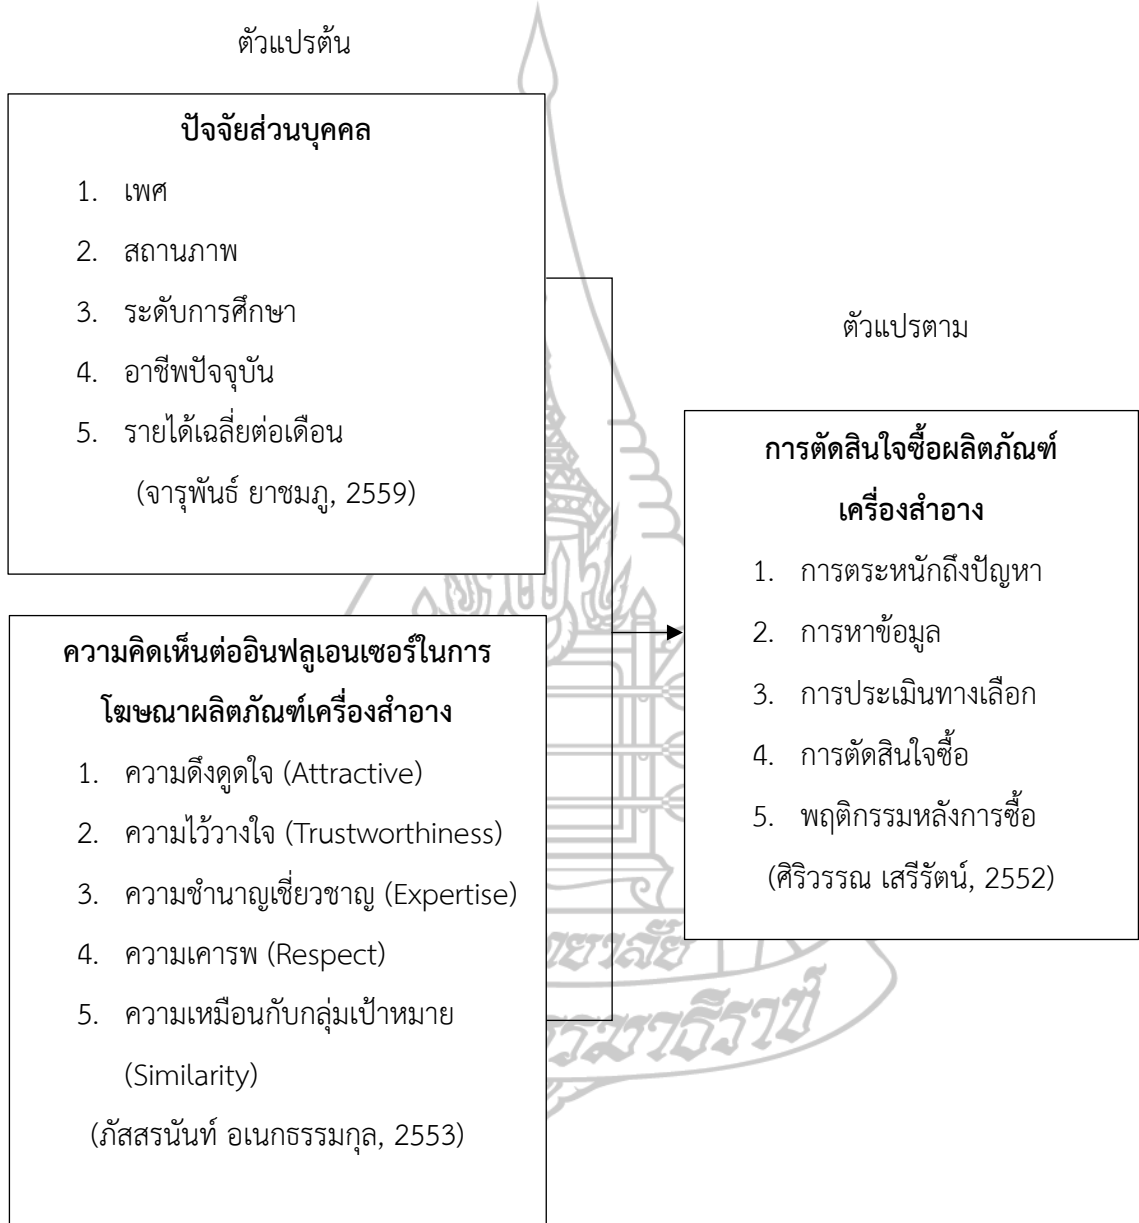 ตัวแปรต้น
ปัจจัยส่วนบุคคล
1. เพศ
2. สถานภาพ
3. ระดับการศึกษา
4. อาชีพปัจจุบัน
5. รายได้เฉลี่ยต่อเดือน
(จารุพันธ์ ยาชมภู, 2559)
ความคิดเห็นต่ออินฟลูเอนเซอร์ในการ
โฆษณาผลิตภัณฑ์เครื่องสำอาง
1. ความดึงดูดใจ (Attractive)
2. ความไว้วางใจ (Trustworthiness)
3. ความชำนาญเชี่ยวชาญ (Expertise)
4. ความเคารพ (Respect)
5. ความเหมือนกับกลุ่มเป้าหมาย
(Similarity)
(ภัสสรนันท์ อเนกธรรมกุล, 2553)
ตัวแปรตาม
การตัดสินใจซื้อผลิตภัณฑ์
เครื่องสำอาง
1. การตระหนักถึงปัญหา
2. การหาข้อมูล
3. การประเมินทางเลือก
4. การตัดสินใจซื้อ
5. พฤติกรรมหลังการซื้อ
(ศิริวรรณ เสรีรัตน์, 2552)